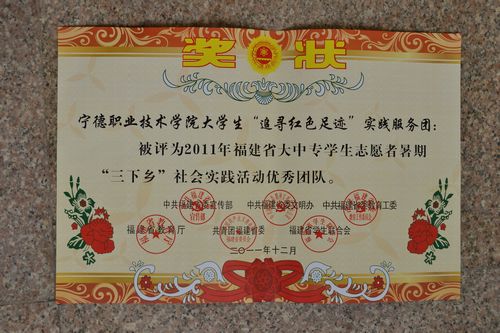 奖状
宁德职业技术学院大学生“追寻红色足迹”实践服务团：
被评为2011年福建省大中专学生志愿者暑期
“三下乡”社会实践活动优秀团队。
中共福建省委宣传部 中共福建省委文明办 中共福建省委教育工委
福建省教育厅 共青团福建省委 福建省学生联合会
二〇一一年十二月